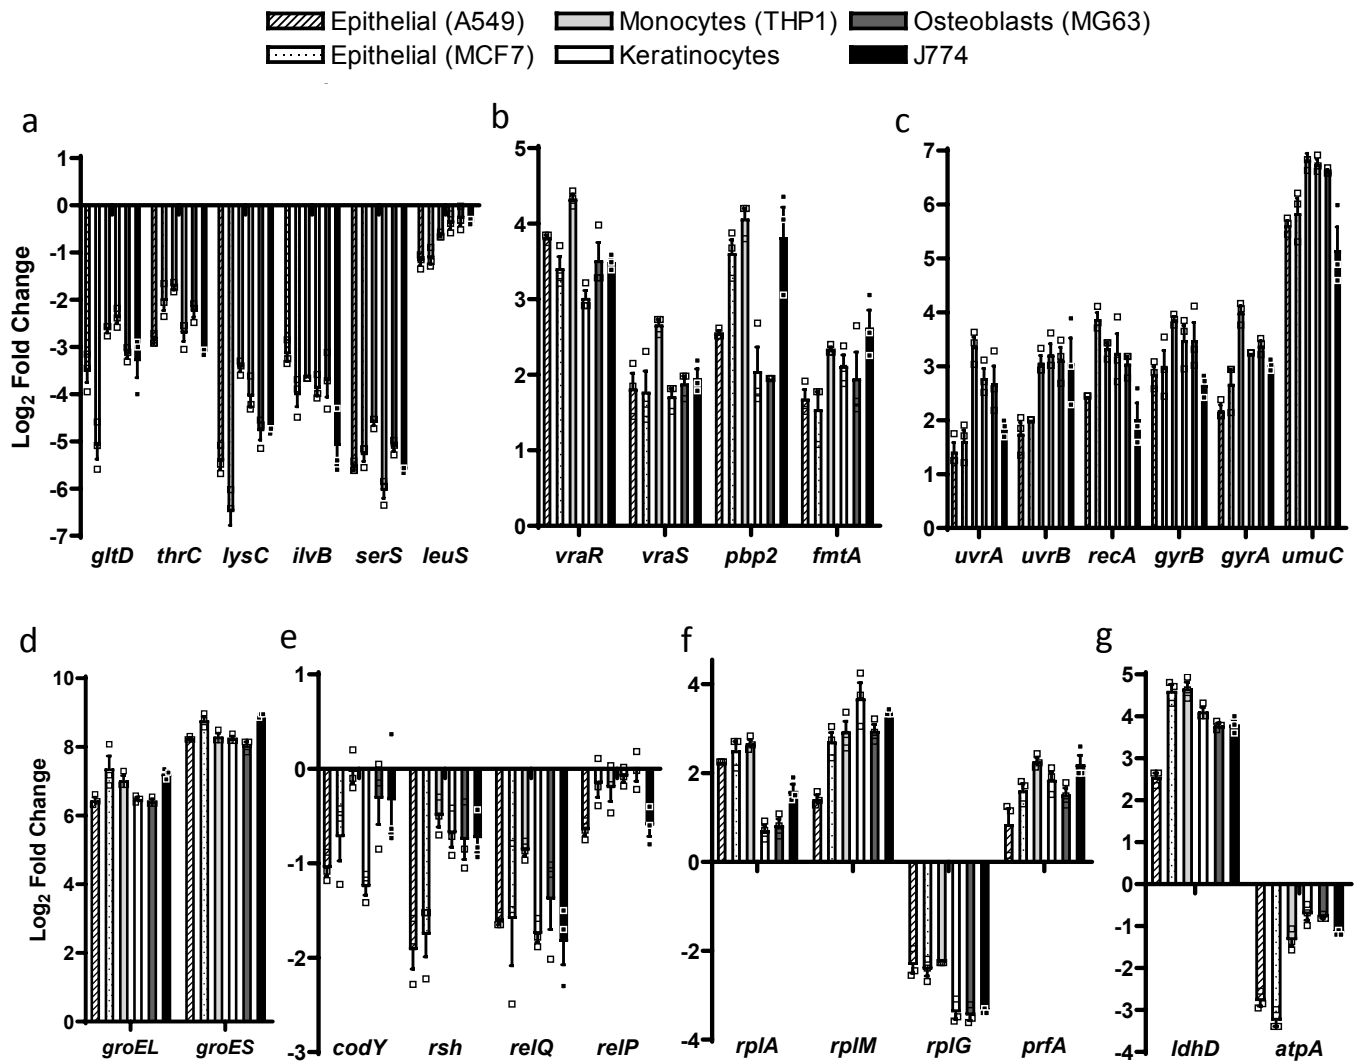 Epithelial (A549) Monocytes (THP1) Osteoblasts (MG63)
Epithelial (MCF7) Keratinocytes J774
a
b
c
Log2 Fold Change
1
0
-1
-2
-3
-4
-5
-6
-7
gltD thrC lysC ilvB serS leuS
5
4
3
2
1
0
vraR vraS pbp2 fmtA
7
6
5
4
3
2
1
0
uvrA uvrB recA gyrB gyrA umuC
d
e
f
g
Log2 Fold Change
10
8
6
4
2
0
groEL groES
1
0
-1
-2
-3
codY rsh relQ relP
4
2
0
-2
-4
rplA rplM rplG prfA
5
4
3
2
1
0
-1
-2
-3
-4
ldhD atpA